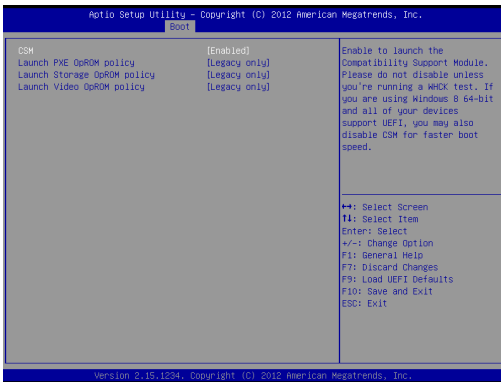 Aptio Setup Utility – Copyright (C) 2012 American Megatrends, Inc.
Boot
CSM [Enabled]
Launch PXE OpROM policy [Legacy only]
Launch Storage OpROM policy [Legacy only]
Launch Video OpROM policy [Legacy only]
Enable to launch the
Compatibility Support Module.
Please do not disable unless
you're running a WHCK test. If
you are using Windows 8 64-bit
and all of your devices
support UEFI, you may also
disable CSM for faster boot
speed.
↔: Select Screen
↑↓: Select Item
Enter: Select
+/-: Change Option
F1: General Help
F7: Discard Changes
F9: Load UEFI Defaults
F10: Save and Exit
ESC: Exit
Version 2.15.1234. Copyright (C) 2012 American Megatrends, Inc.